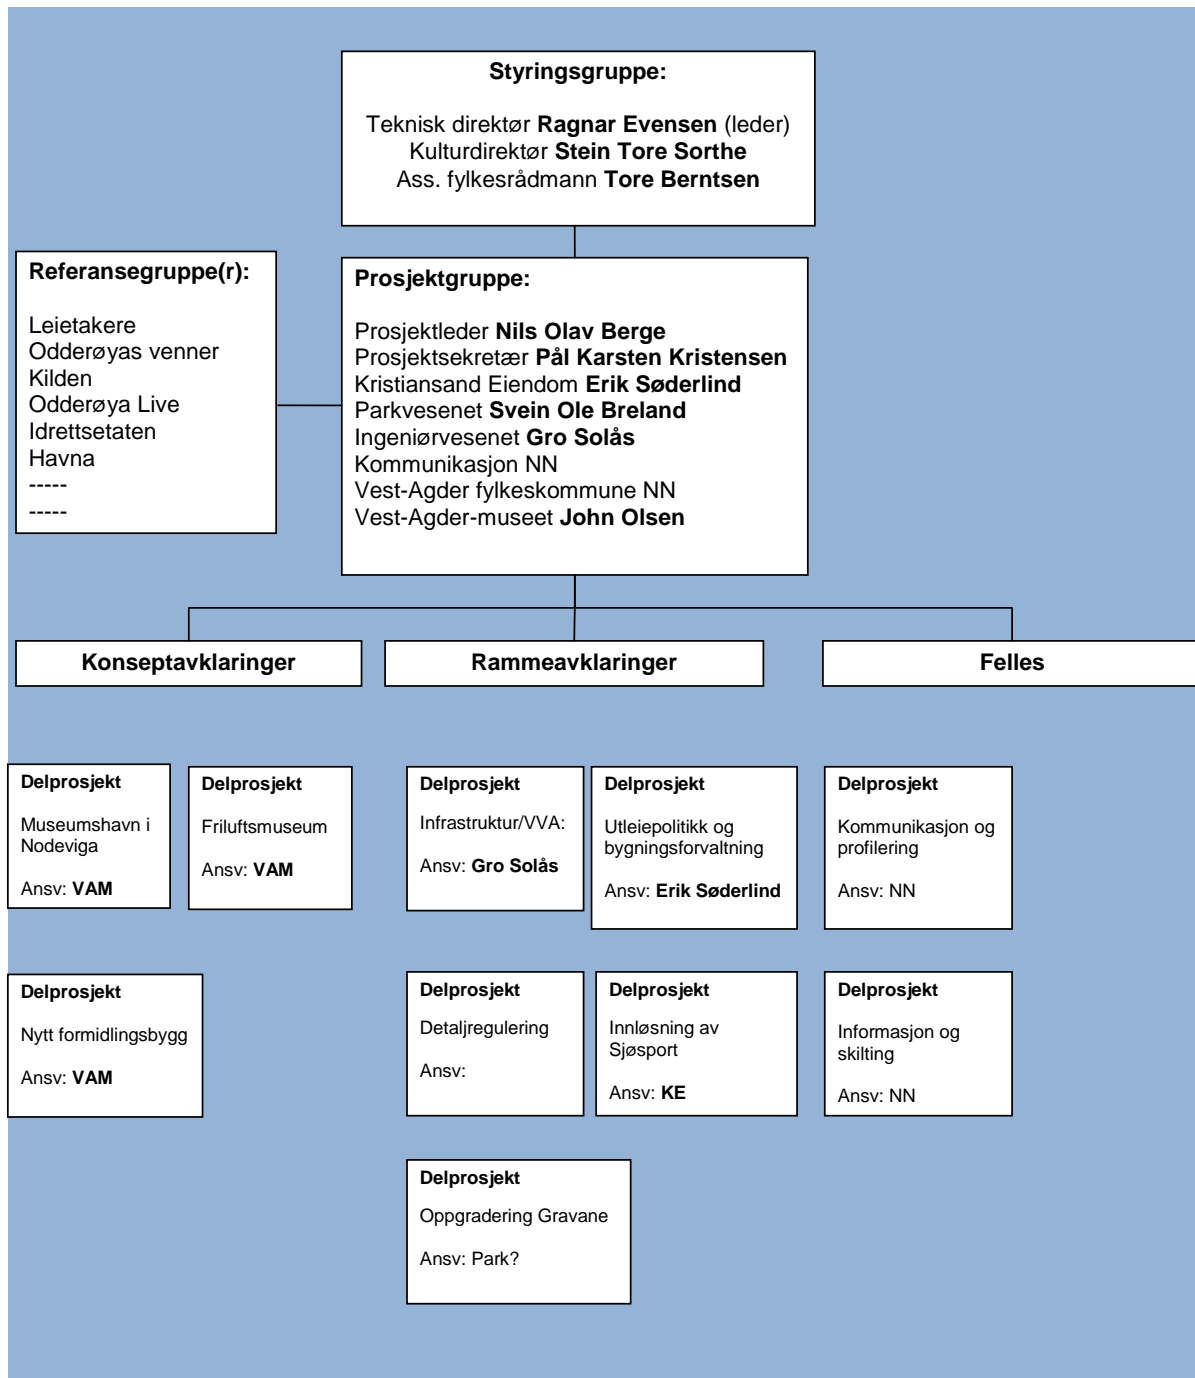 Styringsgruppe:
Teknisk direktør Ragnar Evensen (leder)
Kulturdirektør Stein Tore Sorthe
Ass. fylkesrådmann Tore Berntsen
Referansegruppe(r):
Leietakere
Odderøyas venner
Kilden
Odderøya Live
Idrettsetaten
Havna
-----
-----
Prosjektgruppe:
Prosjektleder Nils Olav Berge
Prosjektsekretær Pål Karsten Kristensen
Kristiansand Eiendom Erik Søderlind
Parkvesenet Svein Ole Breland
Ingeniørvesenet Gro Solås
Kommunikasjon NN
Vest-Agder fylkeskommune NN
Vest-Agder-museet John Olsen
Konseptavklaringer
Rammeavklaringer
Felles
Delprosjekt
Museumshavn i
Nodeviga
Ansv: VAM
Delprosjekt
Friluftsmuseum
Ansv: VAM
Delprosjekt
Infrastruktur/VVA:
Ansv: Gro Solås
Delprosjekt
Utleiepolitikk og
bygningsforvaltning
Ansv: Erik Søderlind
Delprosjekt
Kommunikasjon og
profilering
Ansv: NN
Delprosjekt
Nytt formidlingsbygg
Ansv: VAM
Delprosjekt
Detaljregulering
Ansv:
Delprosjekt
Innløsning av
Sjøsport
Ansv: KE
Delprosjekt
Informasjon og
skilting
Ansv: NN
Delprosjekt
Oppgradering Gravane
Ansv: Park?